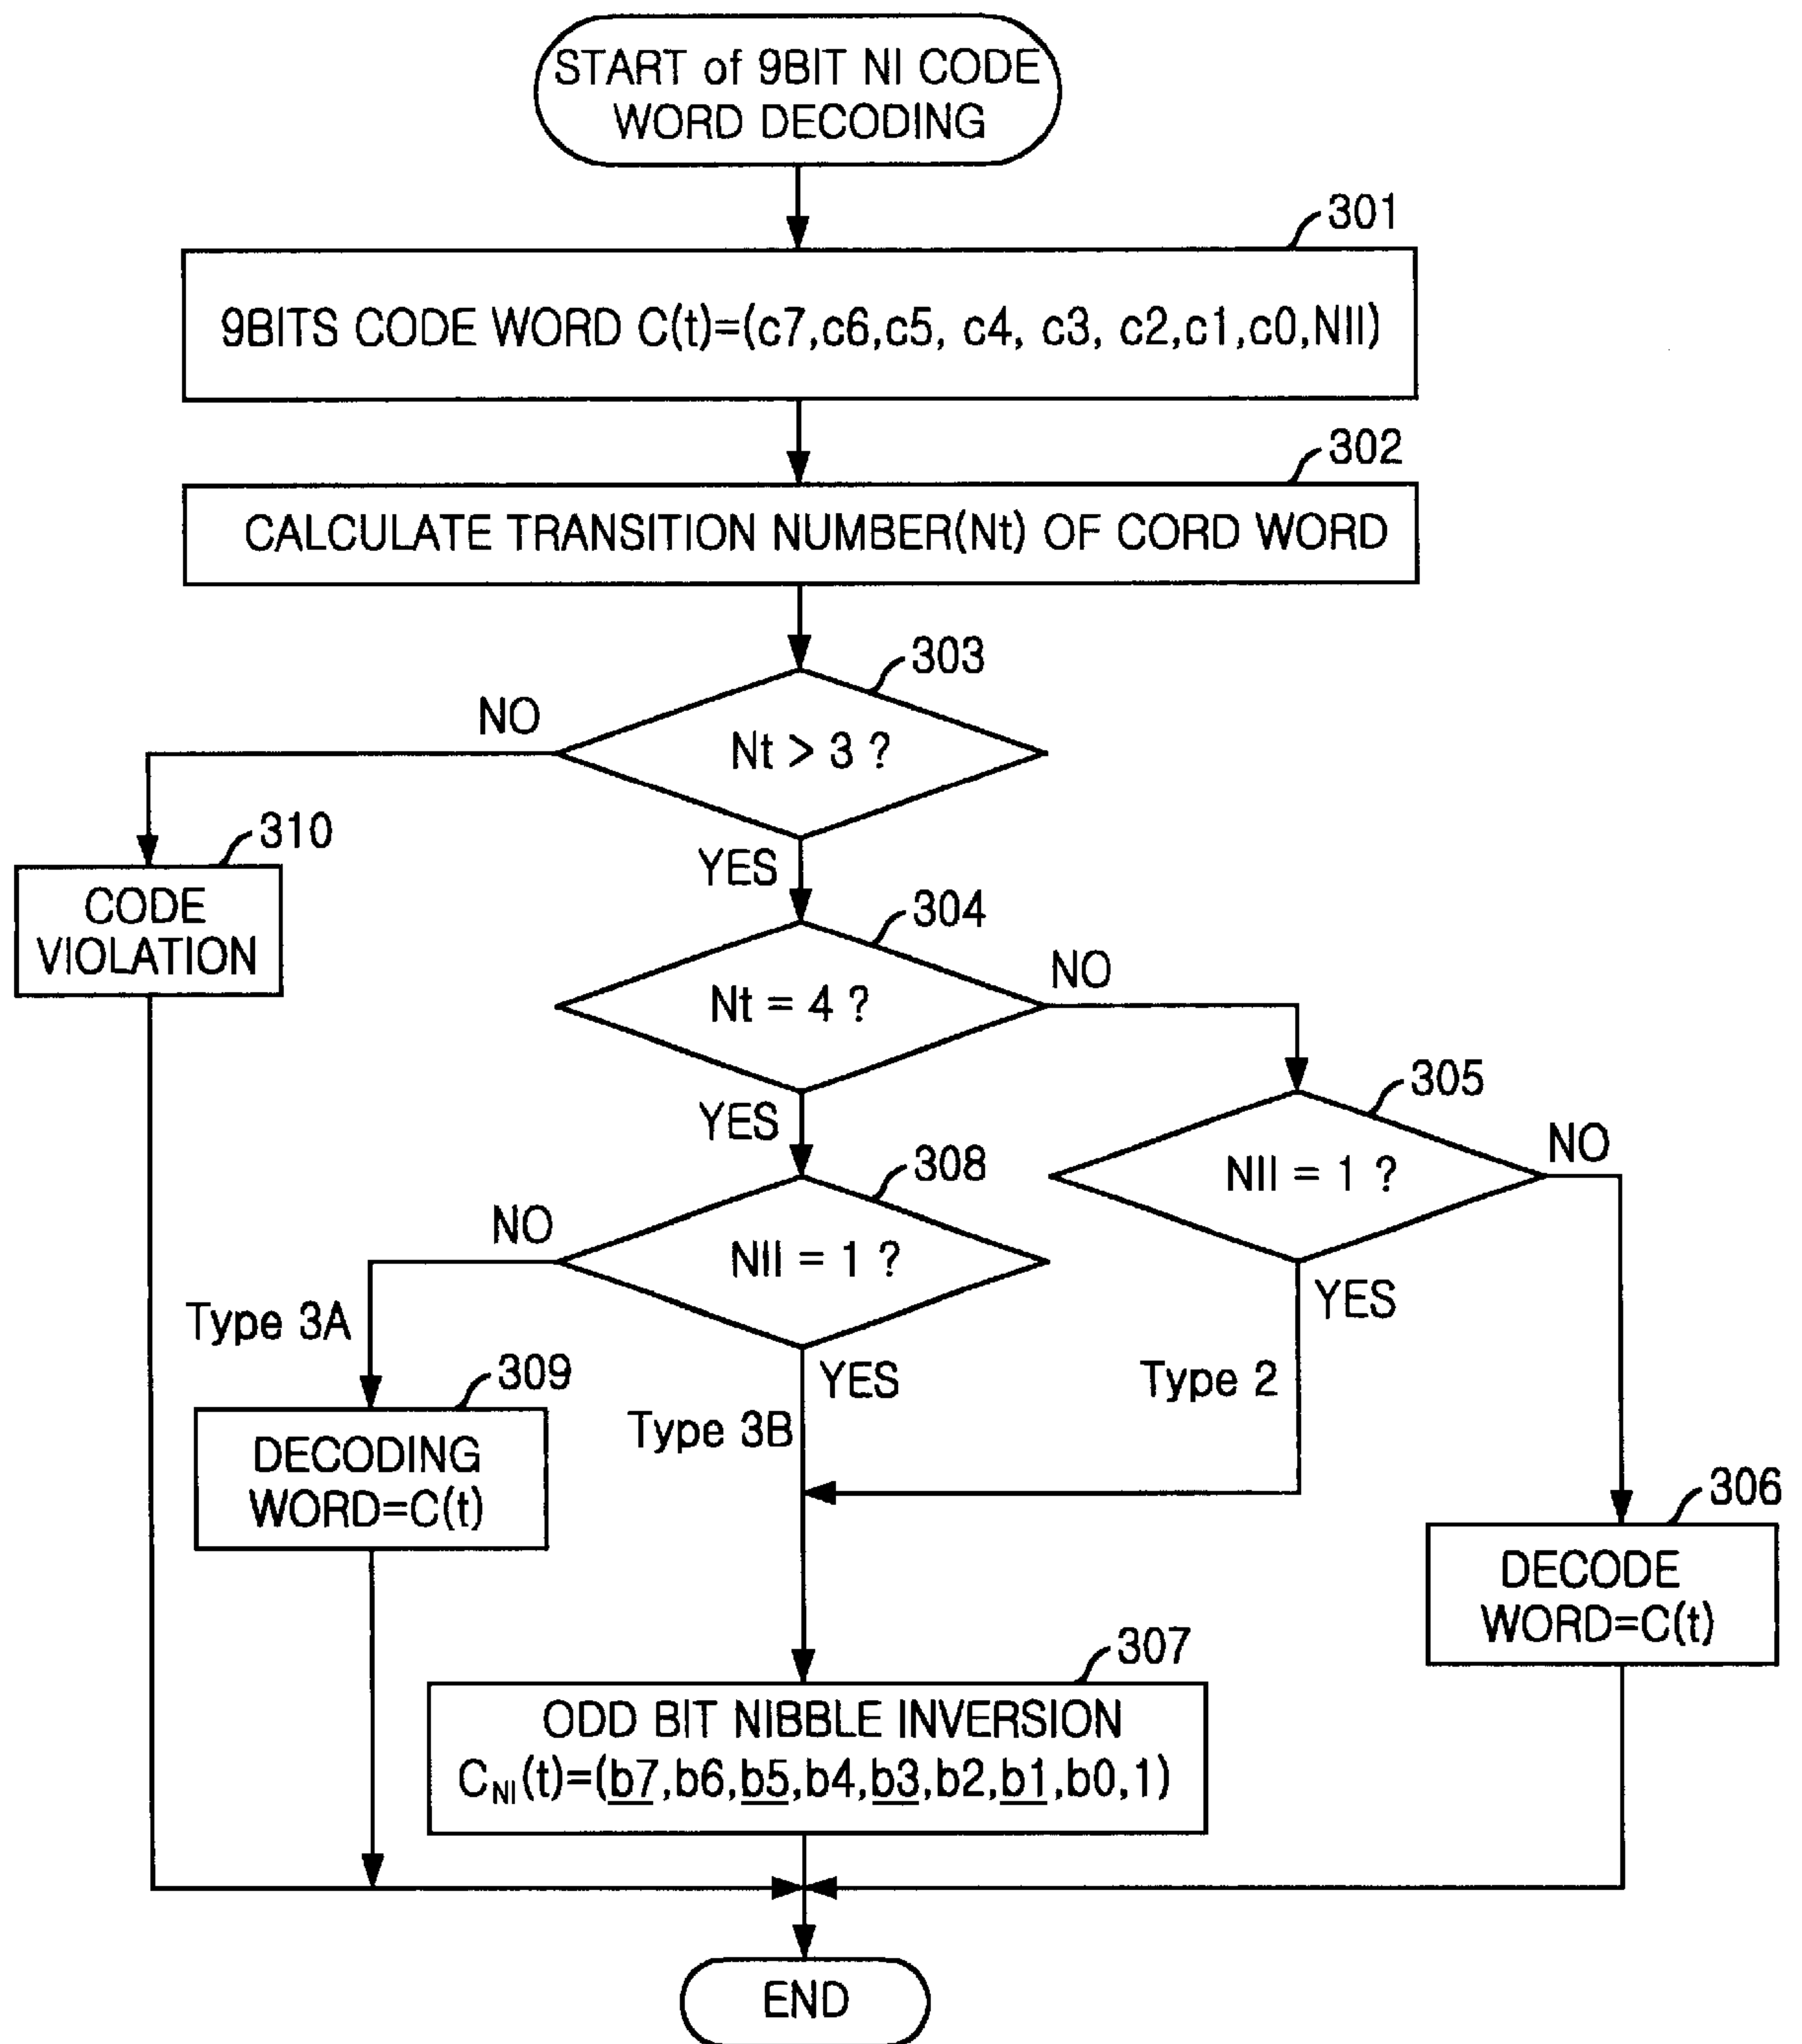 START of 9BIT NI CODE
WORD DECODING
301
9BITS CODE WORD C(t)=(c7,c6,c5, c4, c3, c2,c1,c0,NII)
302
CALCULATE TRANSITION NUMBER(Nt) OF CORD WORD
303
NO
Nt > 3 ?
310
YES
CODE
VIOLATION
304
NO
Nt = 4 ?
305
YES
NO
308
NII = 1 ?
NO
NII = 1 ?
YES
Type 3A
309
YES
Type 2
Type 3B
DECODING
WORD=C(t)
306
DECODE
WORD=C(t)
307
ODD BIT NIBBLE INVERSION
CNI(t)=(b7,b6,b5,b4,b3,b2,b1,b0,1)
END